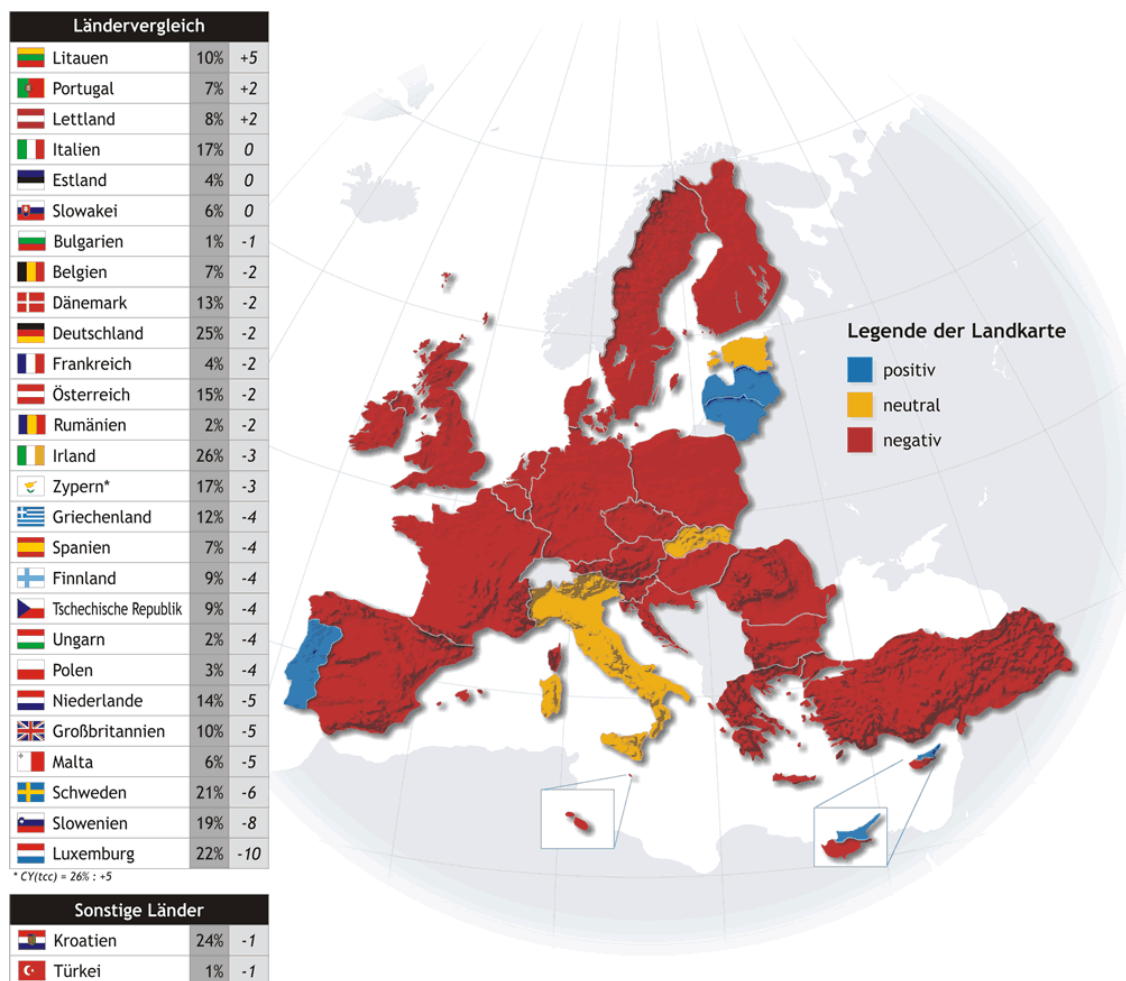 Ländervergleich
Litauen 10% +5
Portugal 7% +2
Lettland 8% +2
Italien 17% 0
Estland 4% 0
Slowakei 6% 0
Bulgarien 1% -1
Belgien 7% -2
Dänemark 13% -2
Deutschland 25% -2
Frankreich 4% -2
Österreich 15% -2
Rumänien 2% -2
Irland 26% -3
Zypern* 17% -3
Griechenland 12% -4
Spanien 7% -4
Finnland 9% -4
Tschechische Republik 9% -4
Ungarn 2% -4
Polen 3% -4
Niederlande 14% -5
Großbritannien 10% -5
Malta 6% -5
Schweden 21% -6
Slowenien 19% -8
Luxemburg 22% -10
* CY(tcc) = 26% : +5
Sonstige Länder
Kroatien 24% -1
Türkei 1% -1
Legende der Landkarte
positiv
neutral
negativ